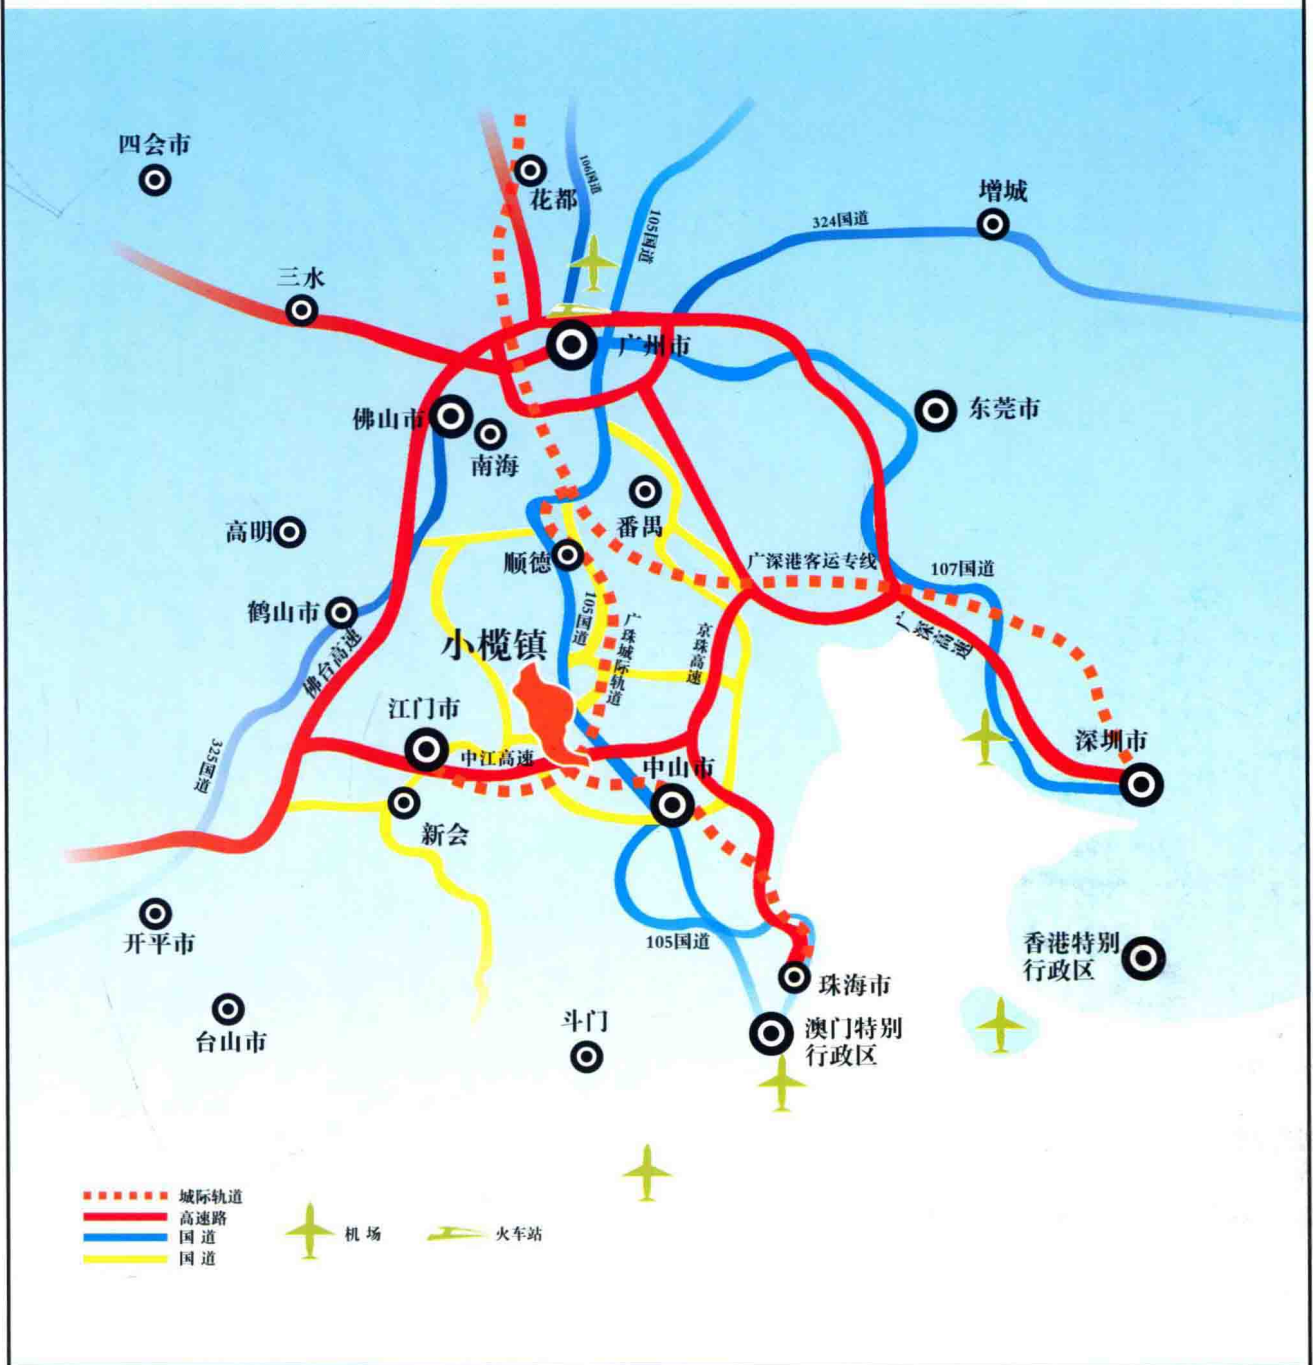 四会市
花都
106国道
105国道
324国道
增城
三水
广州市
佛山市
南海
东莞市
高明
番禺
顺德
广深港客运专线
107国道
鹤山市
佛台高速
小榄镇
105国道
广珠城际轨道
京珠高速
广深高速
江门市
325国道
中江高速
中山市
深圳市
新会
开平市
105国道
香港特别
行政区
珠海市
台山市
斗门
澳门特别
行政区
城际轨道
高速路
国道
国道
机场
火车站